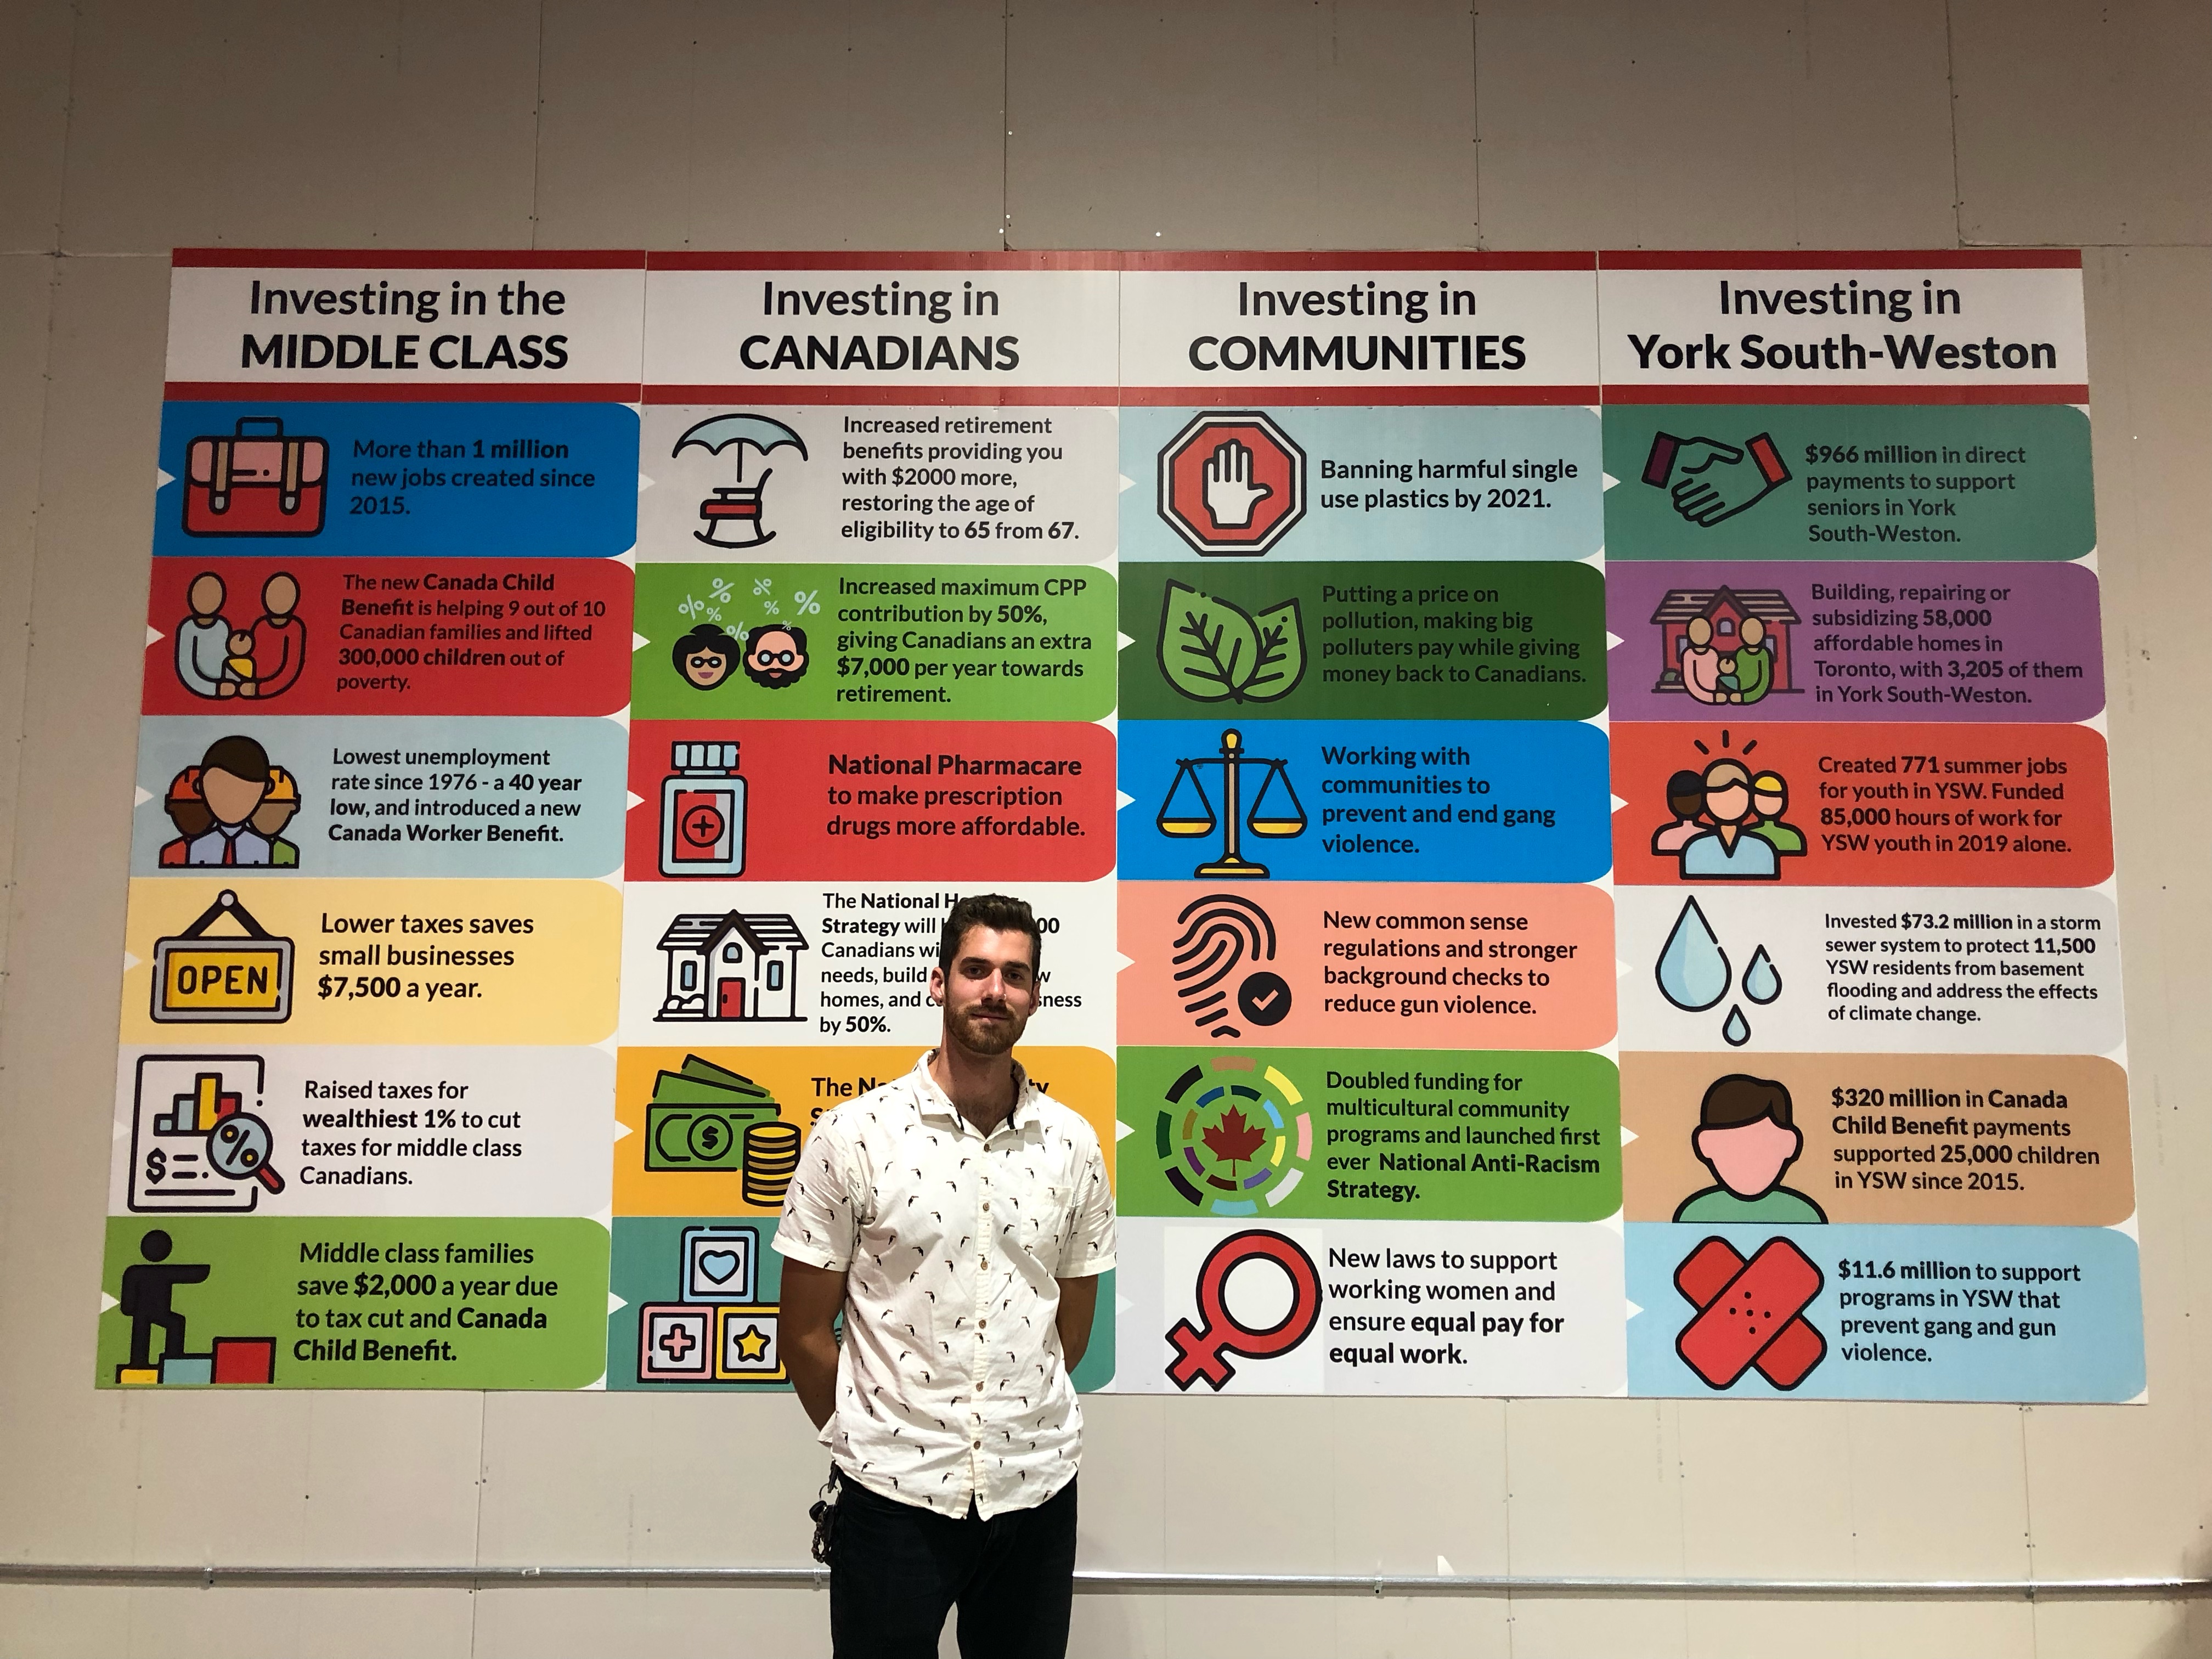 Investing in the
MIDDLE CLASS
More than 1 million
new jobs created since
2015.
The new Canada Child
Benefit is helping 9 out of 10
Canadian families and lifted
300,000 children out of
poverty.
Lowest unemployment
rate since 1976 - a 40 year
low, and introduced a new
Canada Worker Benefit.
OPEN
Lower taxes saves
small businesses
$7,500 a year.
$
%
Raised taxes for
wealthiest 1% to cut
taxes for middle class
Canadians.
Middle class families
save $2,000 a year due
to tax cut and Canada
Child Benefit.
Investing in
CANADIANS
Increased retirement
benefits providing you
with $2000 more,
restoring the age of
eligibility to 65 from 67.
% % % % % % %
Increased maximum CPP
contribution by 50%,
giving Canadians an extra
$7,000 per year towards
retirement.
National Pharmacare
to make prescription
drugs more affordable.
The National
Strategy will
Canadians
needs, build
homes, and
by 50%.
$
The
Investing in
COMMUNITIES
Banning harmful single
use plastics by 2021.
Putting a price on
pollution, making big
polluters pay while giving
money back to Canadians.
Working with
communities to
prevent and end gang
violence.
New common sense
regulations and stronger
background checks to
reduce gun violence.
Doubled funding for
multicultural community
programs and launched first
ever National Anti-Racism
Strategy.
New laws to support
working women and
ensure equal pay for
equal work.
Investing in
York South-Weston
$966 million in direct
payments to support
seniors in York
South-Weston.
Building, repairing or
subsidizing 58,000
affordable homes in
Toronto, with 3,205 of them
in York South-Weston.
Created 771 summer jobs
for youth in YSW. Funded
85,000 hours of work for
YSW youth in 2019 alone.
Invested $73.2 million in a storm
sewer system to protect 11,500
YSW residents from basement
flooding and address the effects
of climate change.
$320 million in Canada
Child Benefit payments
supported 25,000 children
in YSW since 2015.
$11.6 million to support
programs in YSW that
prevent gang and gun
violence.